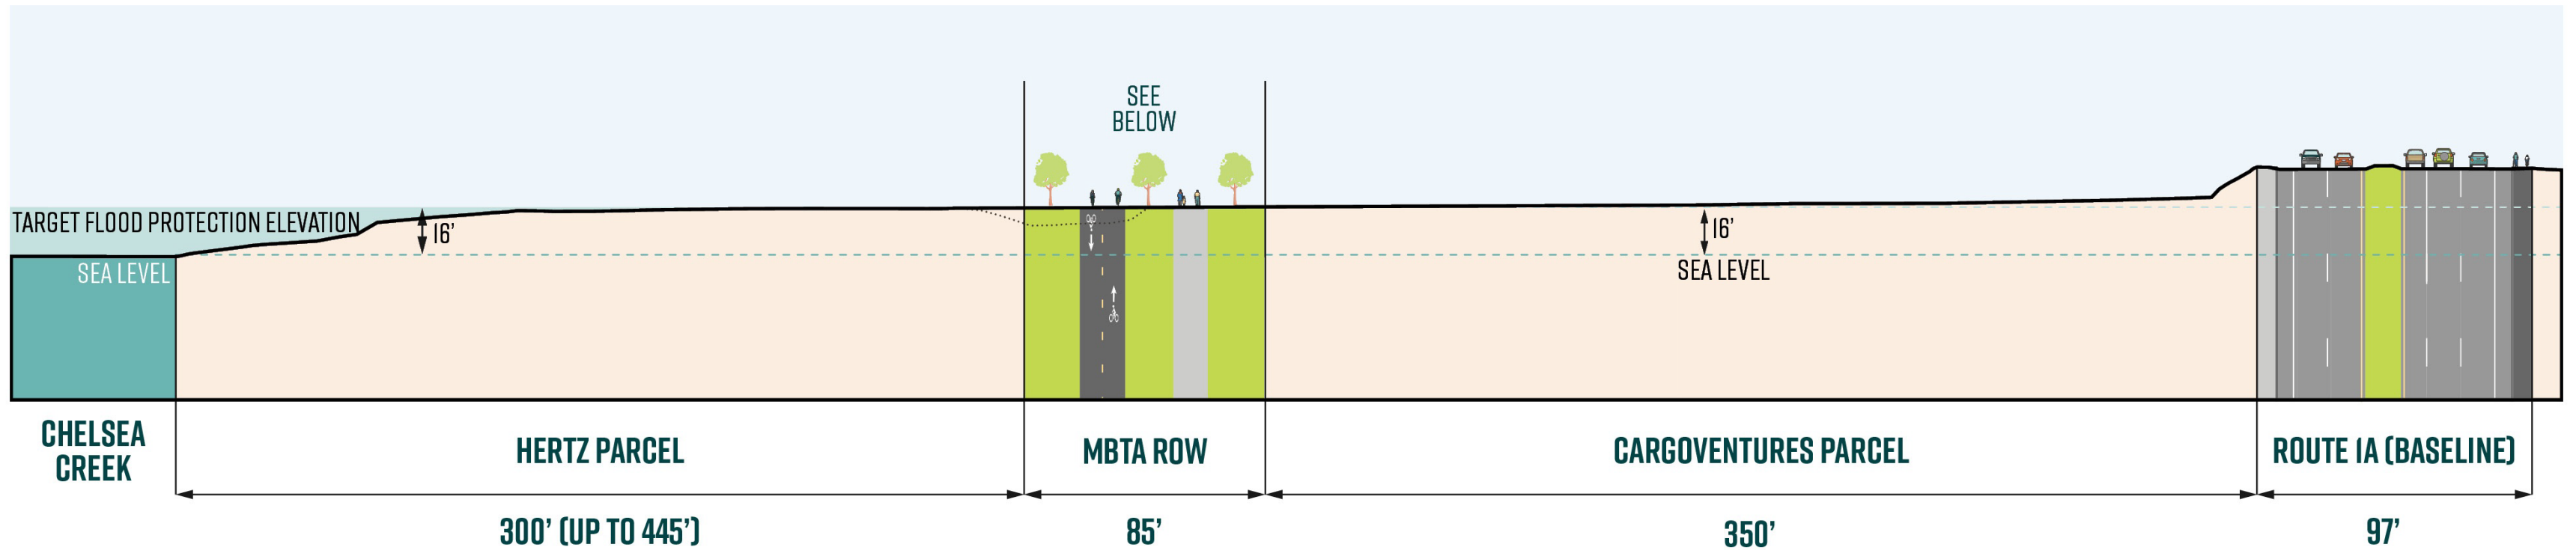 SEE
BELOW
TARGET FLOOD PROTECTION ELEVATION
16’
16’
SEA LEVEL
SEA LEVEL
CHELSEA
CREEK
HERTZ PARCEL
MBTA ROW
CARGOVENTURES PARCEL
ROUTE 1A (BASELINE)
300’ (UP TO 445’)
85’
350’
97’